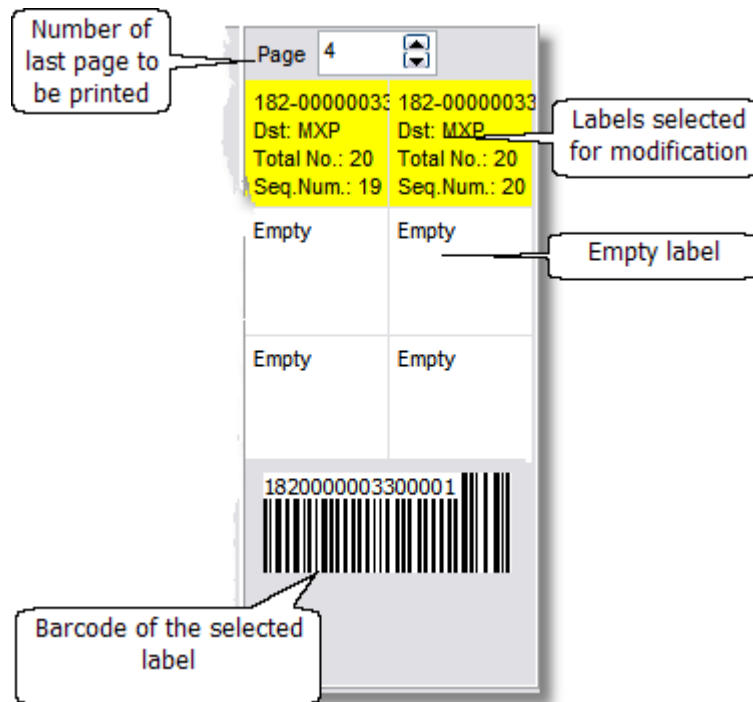 Number of
last page to
be printed
Page 4
182-00000033 182-00000033
Dst: MXP Dst: MXP
Total No.: 20 Total No.: 20
Seq.Num.: 19 Seq.Num.: 20
Labels selected
for modification
Empty Empty
Empty label
Empty Empty
1820000003300001
Barcode of the selected
label